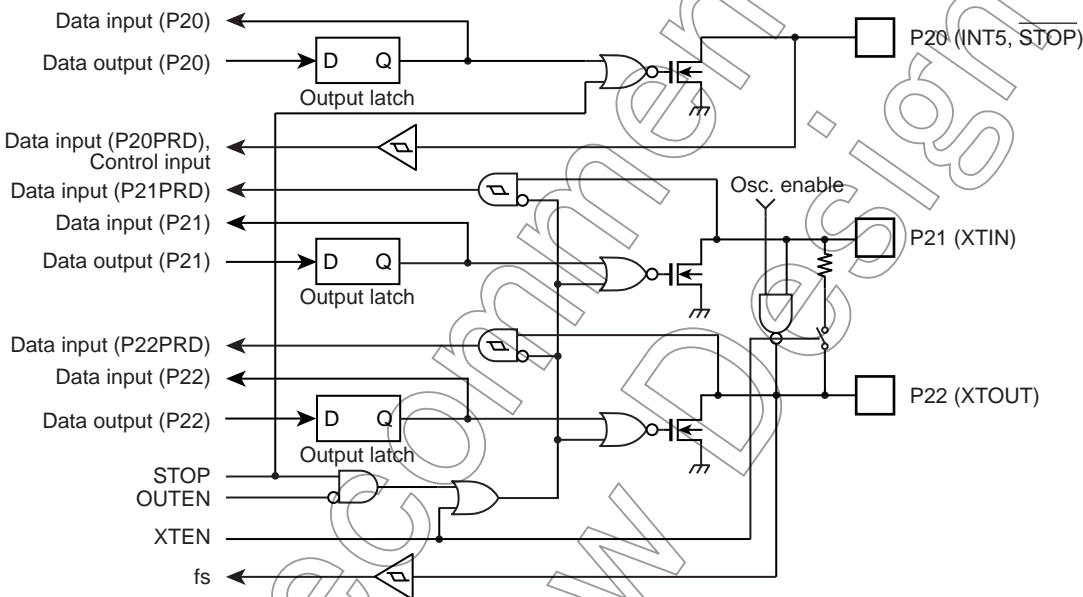 Data input (P20)
Data output (P20)
D Q
Output latch
P20 (INT5, STOP)
Data input (P20PRD),
Control input
Data input (P21PRD)
Osc. enable
Data input (P21)
Data output (P21)
D Q
Output latch
P21 (XTIN)
Data input (P22PRD)
Data input (P22)
Data output (P22)
D Q
Output latch
P22 (XTOUT)
STOP
OUTEN
XTEN
fs